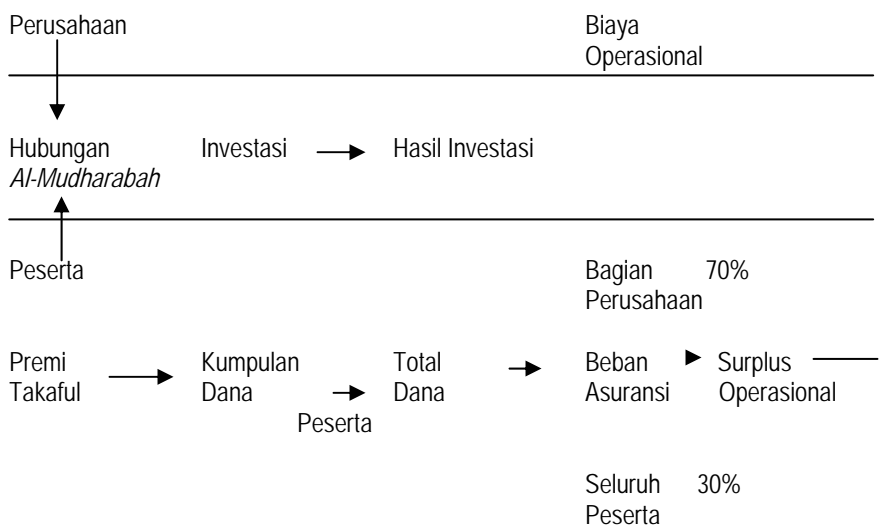 Perusahaan Biaya
Operasional
Hubungan Investasi Hasil Investasi
Al-Mudharabah
Peserta Bagian 70%
Perusahaan
Premi Kumpulan Total Beban Surplus
Takaful Dana Dana Asuransi Operasional
Peserta
Seluruh 30%
Peserta